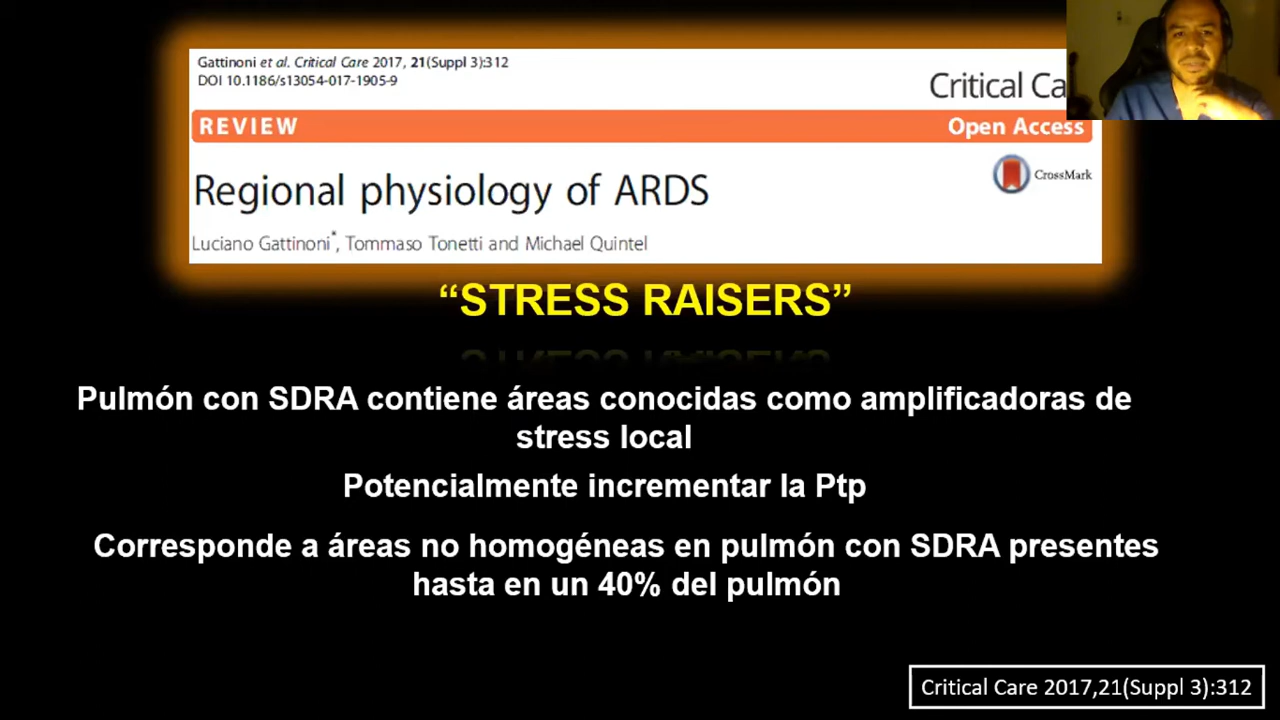 Gattinoni et al. Critical Care 2017, 21(Suppl 3):312
DOI 10.1186/s13054-017-1905-9
Critical
REVIEW
Open Access
CrossMark
Regional physiology of ARDS
Luciano Gattinoni*, Tommaso Tonetti and Michael Quintel
“STRESS RAISERS”
Pulmón con SDRA contiene áreas conocidas como amplificadoras de
stress local
Potencialmente incrementar la Ptp
Corresponde a áreas no homogéneas en pulmón con SDRA presentes
hasta en un 40% del pulmón
Critical Care 2017,21(Suppl 3):312